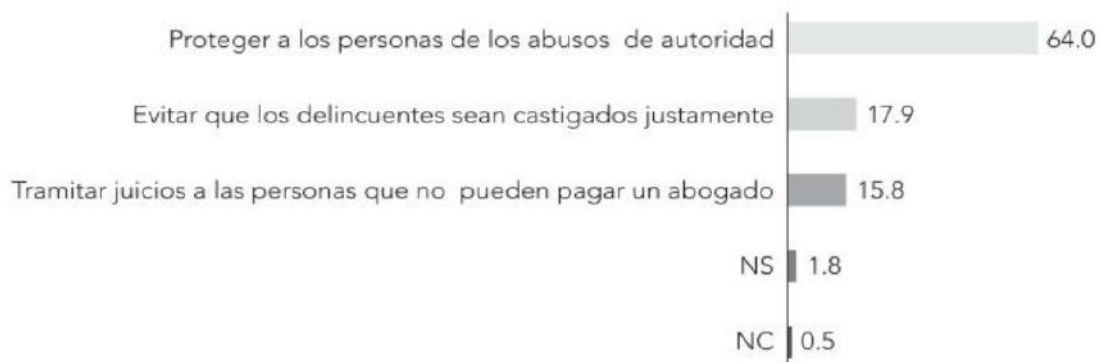 Proteger a los personas de los abusos de autoridad 64.0
Evitar que los delincuentes sean castigados justamente 17.9
Tramitar juicios a las personas que no pueden pagar un abogado 15.8
NS 1.8
NC 0.5